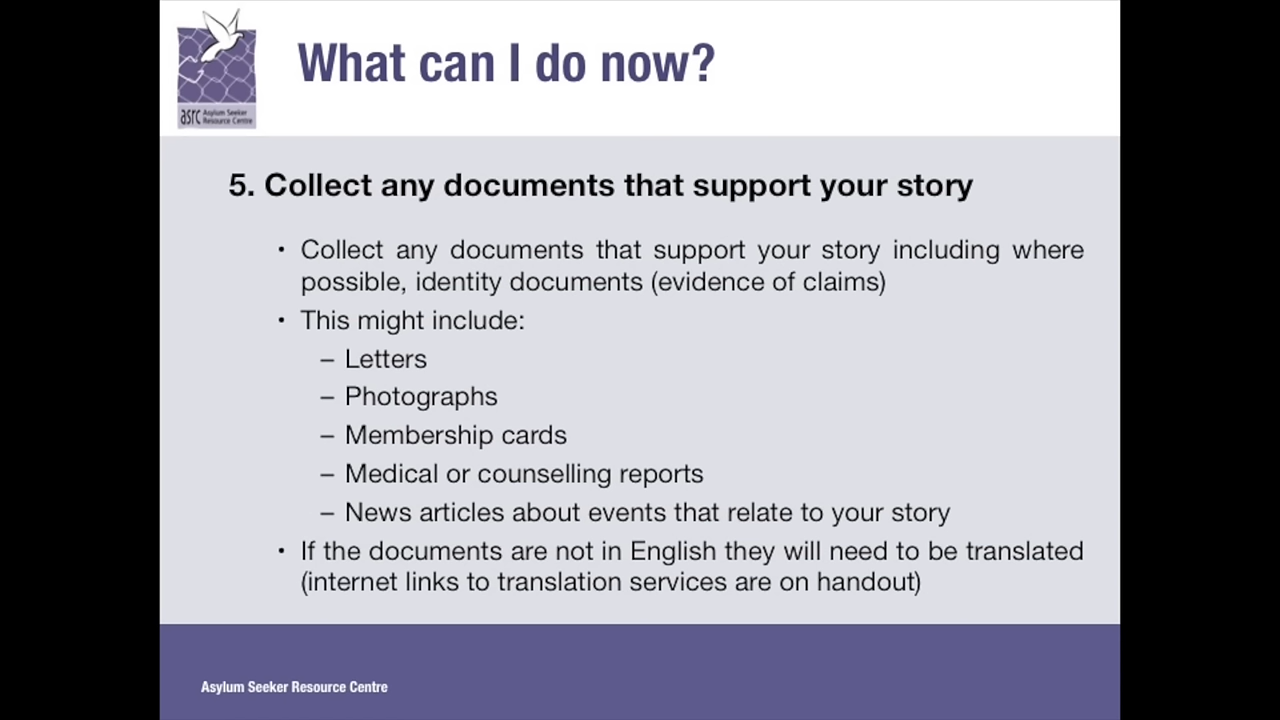 What can I do now?
asrc Asylum Seeker
Resource Centre
5. Collect any documents that support your story
• Collect any documents that support your story including where
possible, identity documents (evidence of claims)
• This might include:
– Letters
– Photographs
– Membership cards
– Medical or counselling reports
– News articles about events that relate to your story
• If the documents are not in English they will need to be translated
(internet links to translation services are on handout)
Asylum Seeker Resource Centre